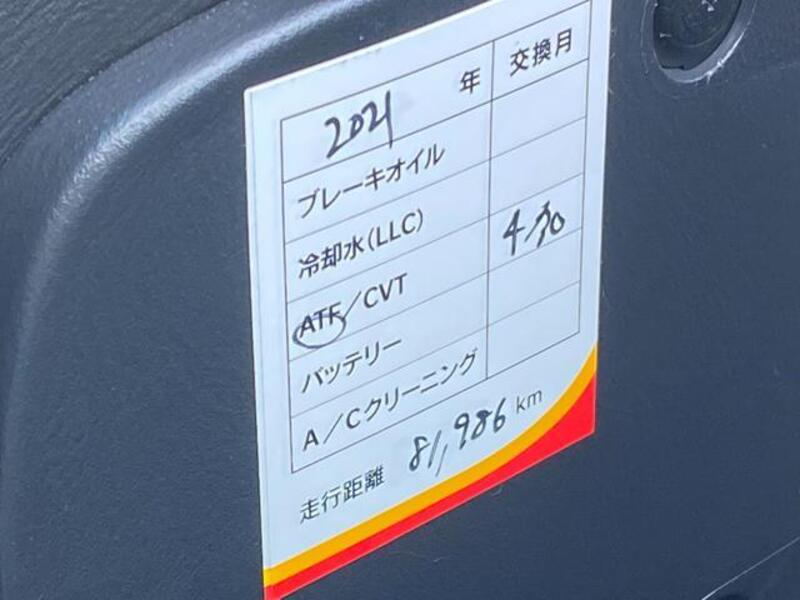 2021 年 交換月
ブレーキオイル
冷却水(LLC)
ATF/CVT 4/30
バッテリー
A/Cクリーニング
走行距離 81,986 km